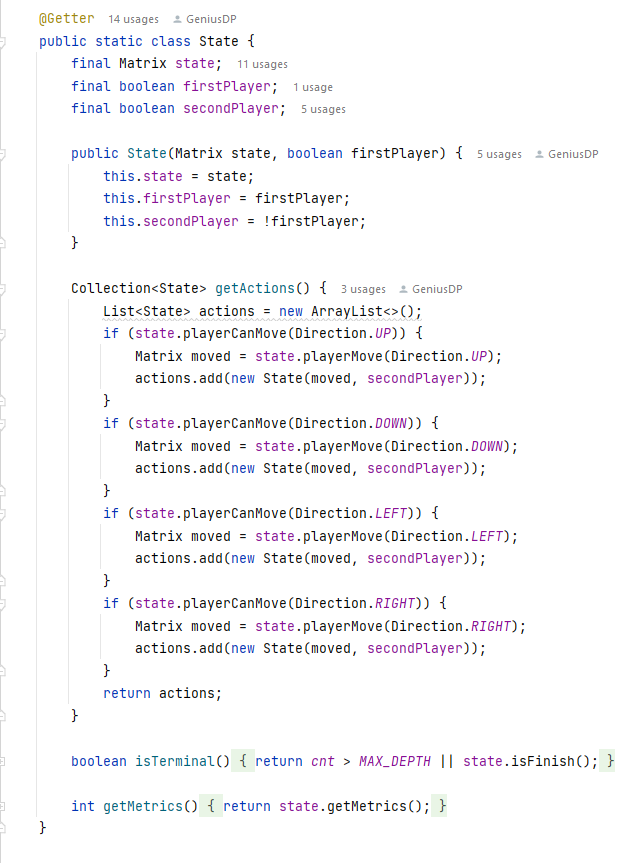 @Getter 14 usages GeniusDP
public static class State {
final Matrix state; 11 usages
final boolean firstPlayer; 1 usage
final boolean secondPlayer; 5 usages
public State(Matrix state, boolean firstPlayer) { 5 usages GeniusDP
this.state = state;
this.firstPlayer = firstPlayer;
this.secondPlayer = !firstPlayer;
}
Collection<State> getActions() { 3 usages GeniusDP
List<State> actions = new ArrayList<>();
if (state.playerCanMove(Direction.UP)) {
Matrix moved = state.playerMove(Direction.UP);
actions.add(new State(moved, secondPlayer));
}
if (state.playerCanMove(Direction.DOWN)) {
Matrix moved = state.playerMove(Direction.DOWN);
actions.add(new State(moved, secondPlayer));
}
if (state.playerCanMove(Direction.LEFT)) {
Matrix moved = state.playerMove(Direction.LEFT);
actions.add(new State(moved, secondPlayer));
}
if (state.playerCanMove(Direction.RIGHT)) {
Matrix moved = state.playerMove(Direction.RIGHT);
actions.add(new State(moved, secondPlayer));
}
return actions;
}
boolean isTerminal() { return cnt > MAX_DEPTH || state.isFinish(); }
int getMetrics() { return state.getMetrics(); }
}